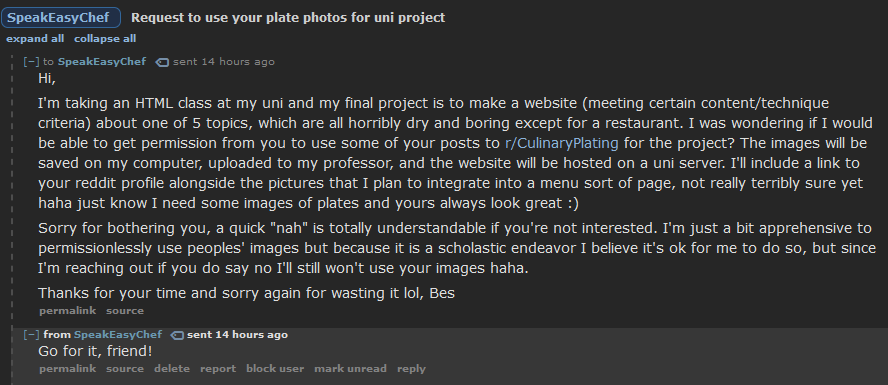 SpeakEasyChef Request to use your plate photos for uni project
expand all collapse all
[–] to SpeakEasyChef sent 14 hours ago
Hi,
I'm taking an HTML class at my uni and my final project is to make a website (meeting certain content/technique
criteria) about one of 5 topics, which are all horribly dry and boring except for a restaurant. I was wondering if I would
be able to get permission from you to use some of your posts to r/CulinaryPlating for the project? The images will be
saved on my computer, uploaded to my professor, and the website will be hosted on a uni server. I'll include a link to
your reddit profile alongside the pictures that I plan to integrate into a menu sort of page, not really terribly sure yet
haha just know I need some images of plates and yours always look great :)
Sorry for bothering you, a quick "nah" is totally understandable if you're not interested. I'm just a bit apprehensive to
permissionlessly use peoples' images but because it is a scholastic endeavor I believe it's ok for me to do so, but since
I'm reaching out if you do say no I'll still won't use your images haha.
Thanks for your time and sorry again for wasting it lol, Bes
permalink source
[–] from SpeakEasyChef sent 14 hours ago
Go for it, friend!
permalink source delete report block user mark unread reply